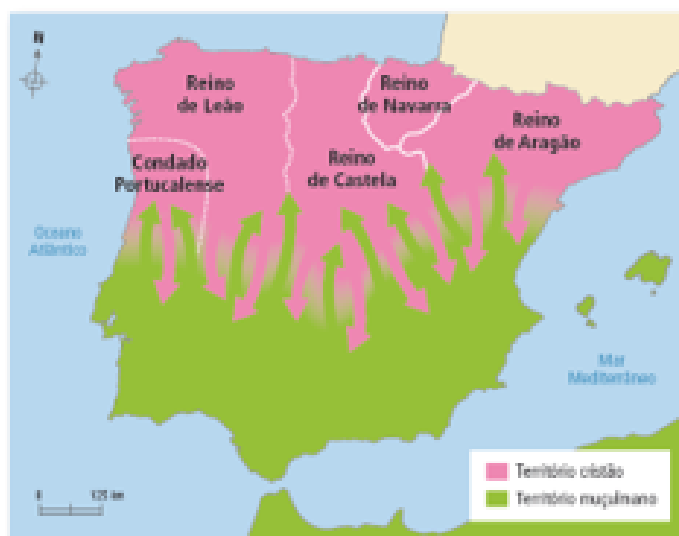 N
Reino
de Leão
Reino
de Navarra
Reino
de Aragão
Condado
Portucalense
Reino
de Castela
Oceano
Atlântico
Mar
Mediterrâneo
Território cristão
Território muçulmano
0 125 km